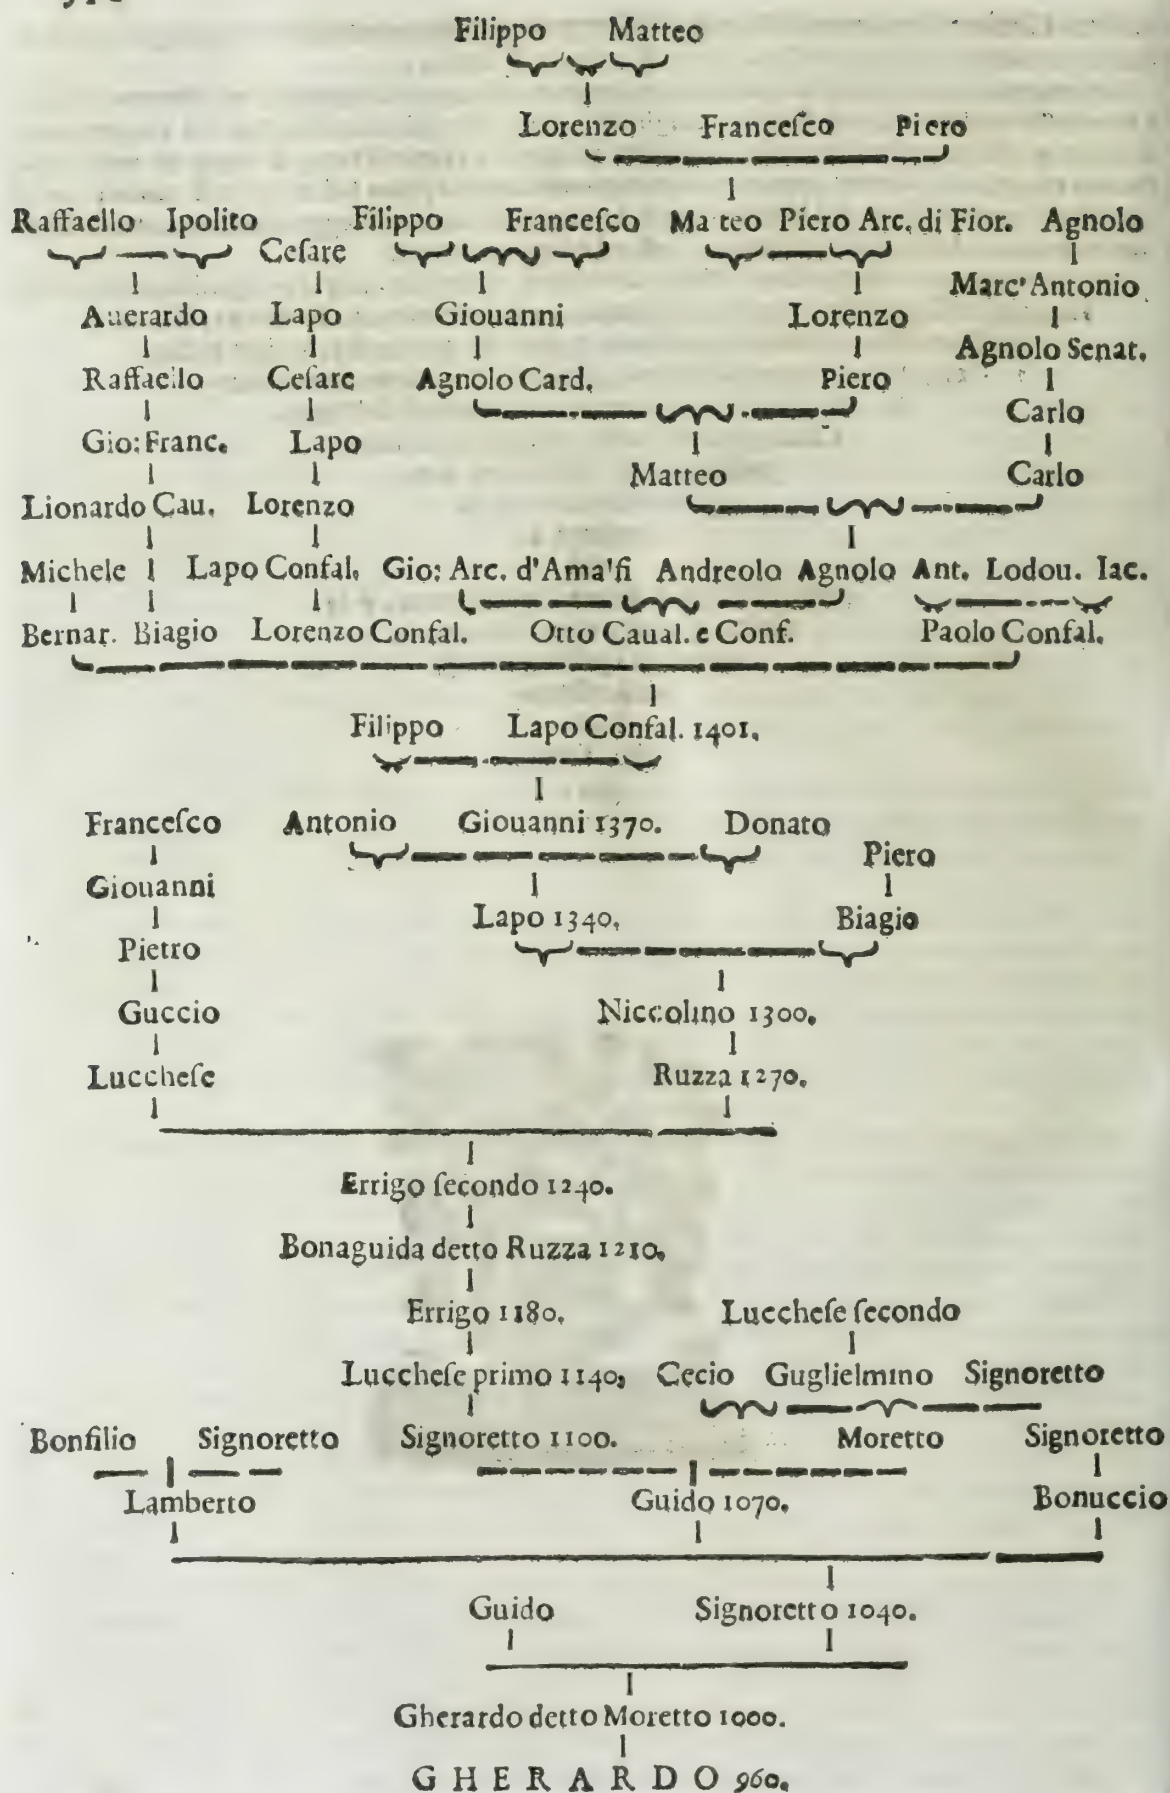 Filippo Matteo
Lorenzo Franceſco Piero
Raffaello Ipolito Filippo Franceſco Matteo Piero Arc. di Fior. Agnolo
Ceſare
Marc' Antonio
Auerardo Lapo Giouanni Lorenzo
Agnolo Senat.
Raffaello Ceſare Agnolo Card. Piero
Carlo
Gio: Franc. Lapo
Matteo Carlo
Lionardo Cau. Lorenzo
Michele Lapo Confal. Gio: Arc. d'Ama'fi Andreolo Agnolo Ant. Lodou. Iac.
Bernar. Biagio Lorenzo Confal. Otto Caual. e Conf. Paolo Confal.
Filippo Lapo Confal. 1401.
Franceſco Antonio Giouanni 1370. Donato
Piero
Giouanni
Lapo 1340. Biagio
Pietro
Guccio Niccolino 1300.
Luccheſe Ruzza 1270.
Errigo ſecondo 1240.
Bonaguida detto Ruzza 1210.
Errigo 1180. Luccheſe ſecondo
Luccheſe primo 1140, Cecio Guglielmino Signoretto
Bonfilio Signoretto Signoretto 1100. Moretto Signoretto
Lamberto Guido 1070. Bonuccio
Guido Signoretto 1040.
Gherardo detto Moretto 1000.
GHERARDO 960.